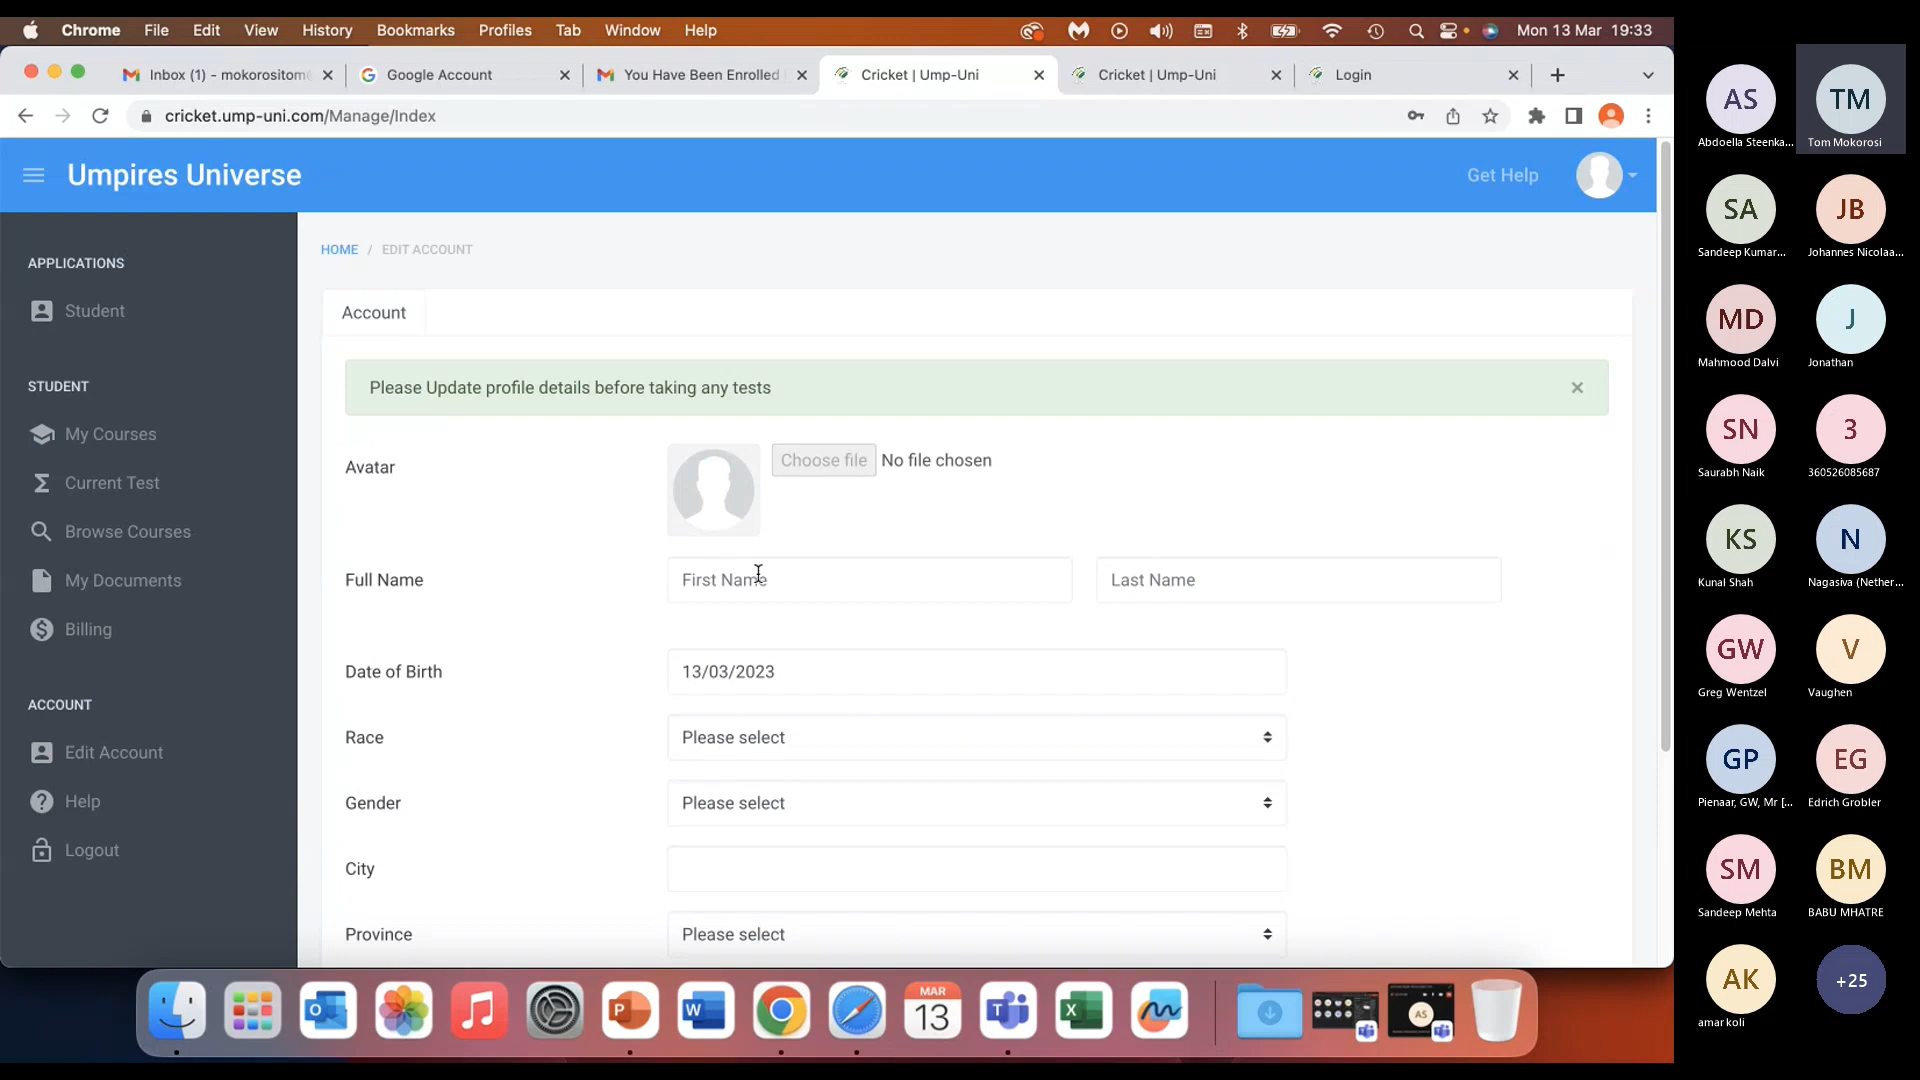 Chrome File Edit View History Bookmarks Profiles Tab Window Help Mon 13 Mar 19:33
Inbox (1) - mokorositom Google Account You Have Been Enrolled Cricket | Ump-Uni Cricket | Ump-Uni Login
cricket.ump-uni.com/Manage/Index
Umpires Universe Get Help
APPLICATIONS
Student
STUDENT
My Courses
Current Test
Browse Courses
My Documents
Billing
ACCOUNT
Edit Account
Help
Logout
HOME / EDIT ACCOUNT
Account
Please Update profile details before taking any tests
Avatar Choose file No file chosen
Full Name First Name Last Name
Date of Birth 13/03/2023
Race Please select
Gender Please select
City
Province Please select
MAR
13
AS
AS TM
Abdoella Steenka... Tom Mokorosi
SA JB
Sandeep Kumar... Johannes Nicolaa...
MD J
Mahmood Dalvi Jonathan
SN 3
Saurabh Naik 360526085687
KS N
Kunal Shah Nagasiva (Nether...
GW V
Greg Wentzel Vaughen
GP EG
Pienaar, GW, Mr [... Edrich Grobler
SM BM
Sandeep Mehta BABU MHATRE
AK +25
amar koli